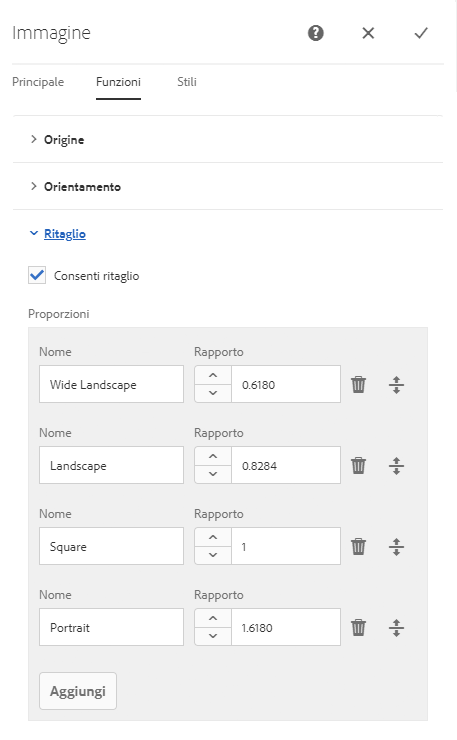 Immagine
Principale Funzioni Stili
Origine
Orientamento
Ritaglio
Consenti ritaglio
Proporzioni
Nome Rapporto
Wide Landscape 0.6180
Nome Rapporto
Landscape 0.8284
Nome Rapporto
Square 1
Nome Rapporto
Portrait 1.6180
Aggiungi